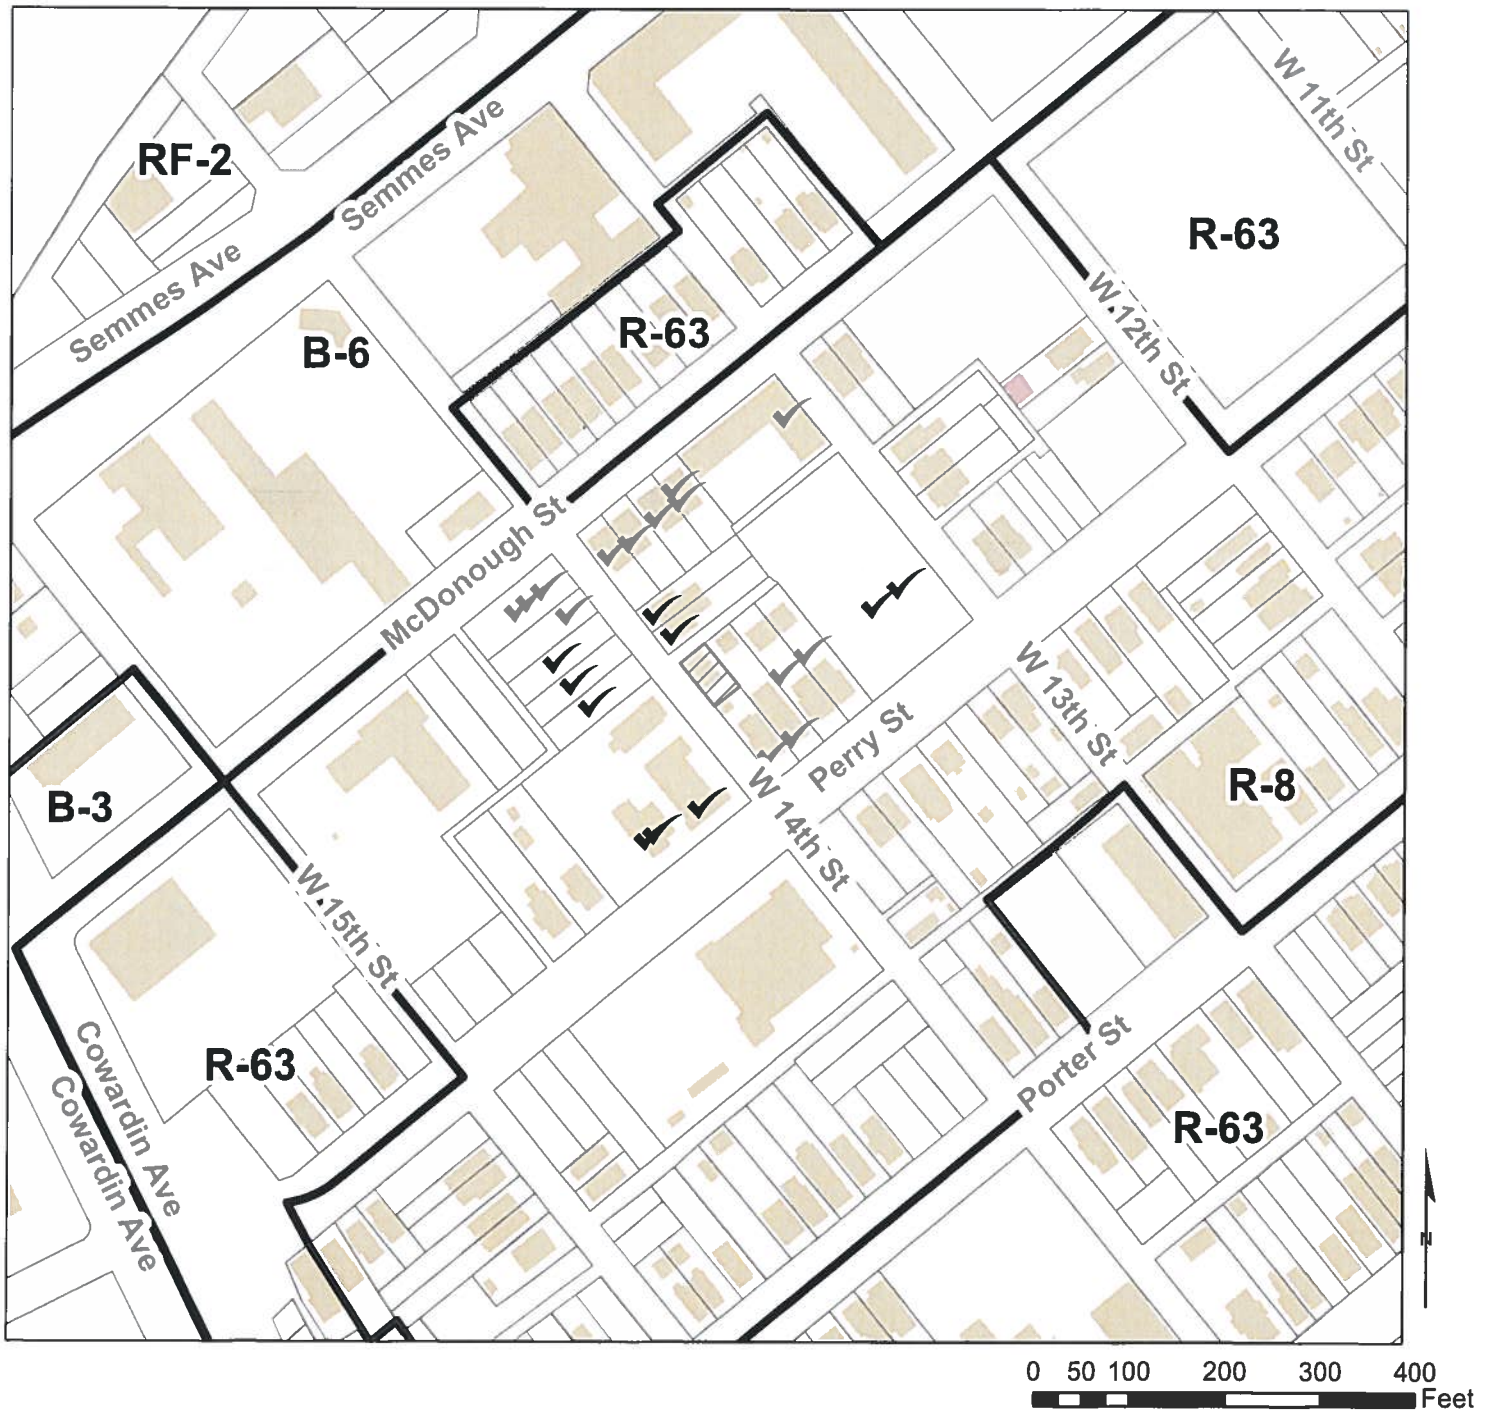 W 11th St
Semmes Ave
RF-2
R-63
Semmes Ave
W 12th St
R-63
B-6
McDonough St
W 13th St
Perry St
B-3
R-8
W 14th St
W 15th St
R-63
Cowardin Ave
Cowardin Ave
Porter St
R-63
N
0 50 100 200 300 400
Feet